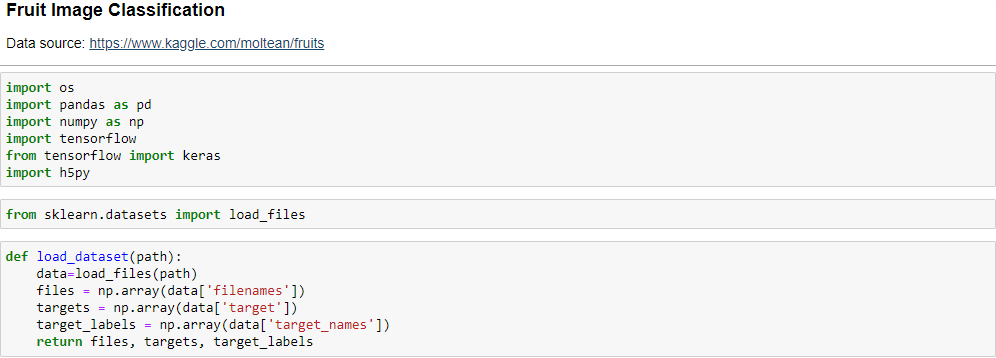 Fruit Image Classification
Data source: https://www.kaggle.com/moltean/fruits
import os
import pandas as pd
import numpy as np
import tensorflow
from tensorflow import keras
import h5py
from sklearn.datasets import load_files
def load_dataset(path):
    data=load_files(path)
    files = np.array(data['filenames'])
    targets = np.array(data['target'])
    target_labels = np.array(data['target_names'])
    return files, targets, target_labels